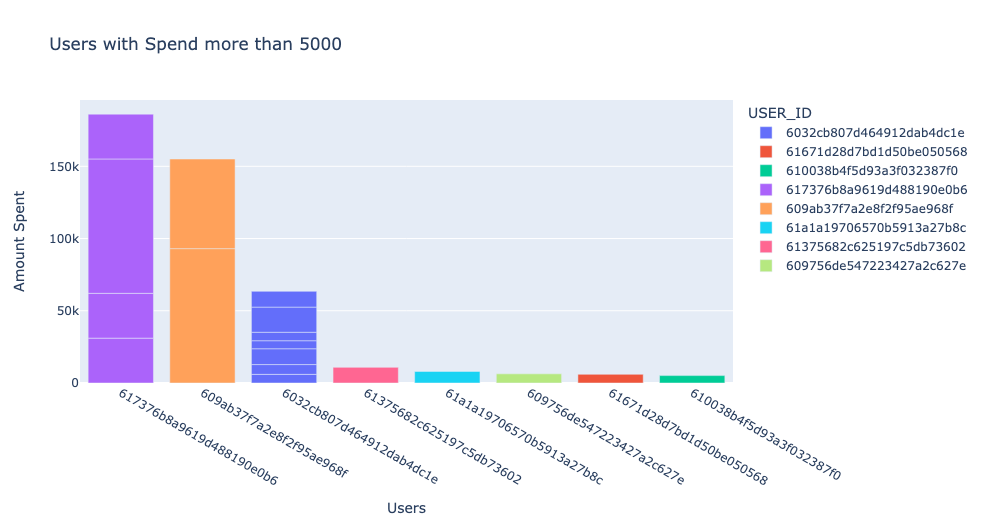 Users with Spend more than 5000
Amount Spent
150k
100k
50k
0
617376b8a9619d488190e0b6
609ab37f7a2e8f2f95ae968f
6032cb807d464912dab4dc1e
61375682c625197c5db73602
61a1a19706570b5913a27b8c
609756de547223427a2c627e
61671d28d7bd1d50be050568
610038b4f5d93a3f032387f0
Users
USER_ID
6032cb807d464912dab4dc1e
61671d28d7bd1d50be050568
610038b4f5d93a3f032387f0
617376b8a9619d488190e0b6
609ab37f7a2e8f2f95ae968f
61a1a19706570b5913a27b8c
61375682c625197c5db73602
609756de547223427a2c627e